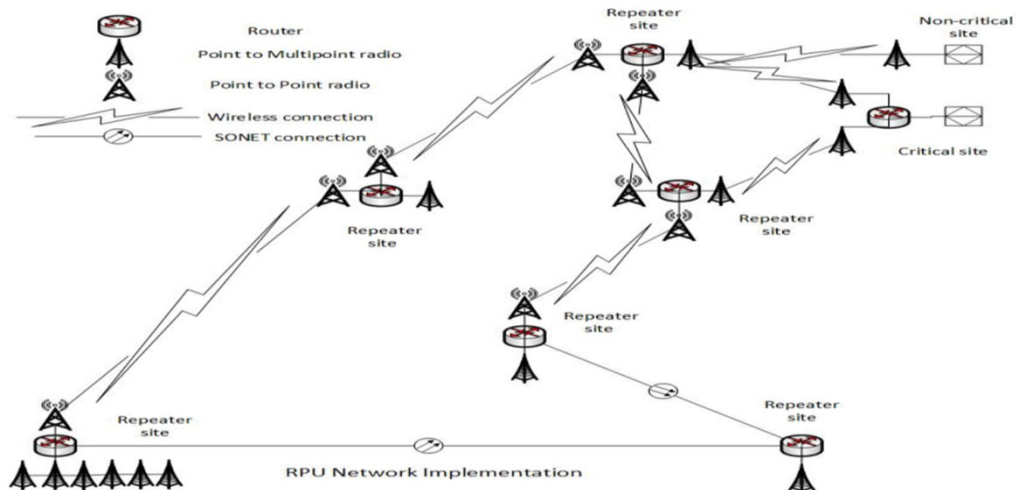 Router
Point to Multipoint radio
Point to Point radio
Wireless connection
SONET connection
Repeater
site
Non-critical
site
Critical site
Repeater
site
Repeater
site
Repeater
site
Repeater
site
Repeater
site
RPU Network Implementation